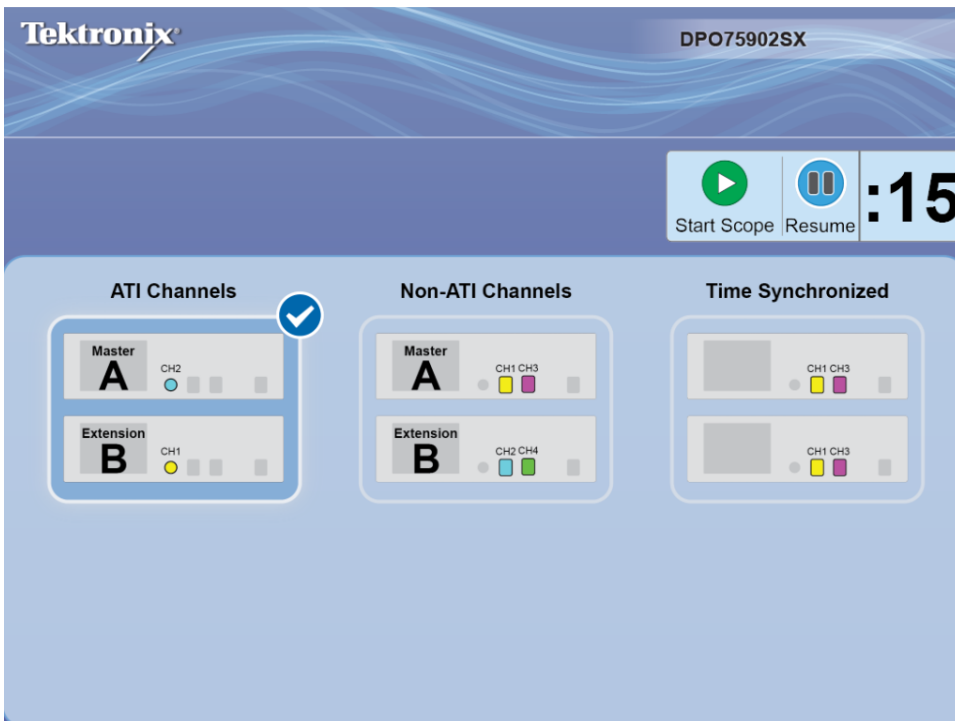 Tektronix
DPO75902SX
Start Scope
Resume
:15
ATI Channels
Non-ATI Channels
Time Synchronized
Master
A
CH2
Extension
B
CH1
Master
A
CH1 CH3
Extension
B
CH2 CH4
CH1 CH3
CH1 CH3